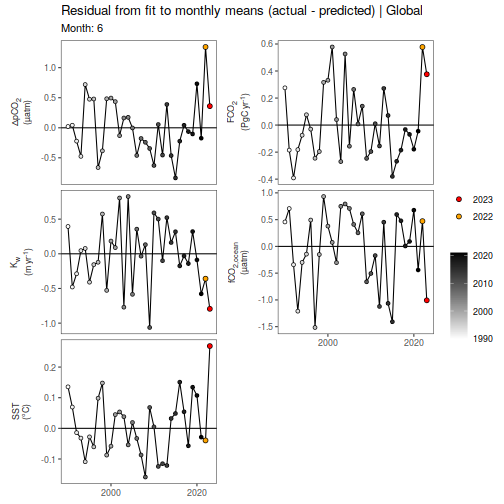 Residual from fit to monthly means (actual - predicted) | Global
Month: 6
ΔpCO₂
(µatm)
1.0
0.5
0.0
-0.5
FCO₂
(PgC yr⁻¹)
0.6
0.4
0.2
0.0
-0.2
-0.4
K_w
(m yr⁻¹)
0.5
0.0
-0.5
-1.0
fCO₂,ocean
(µatm)
1.0
0.5
0.0
-0.5
-1.0
-1.5
2000
2020
SST
(°C)
0.2
0.1
0.0
-0.1
2000
2020
2023
2022
2020
2010
2000
1990